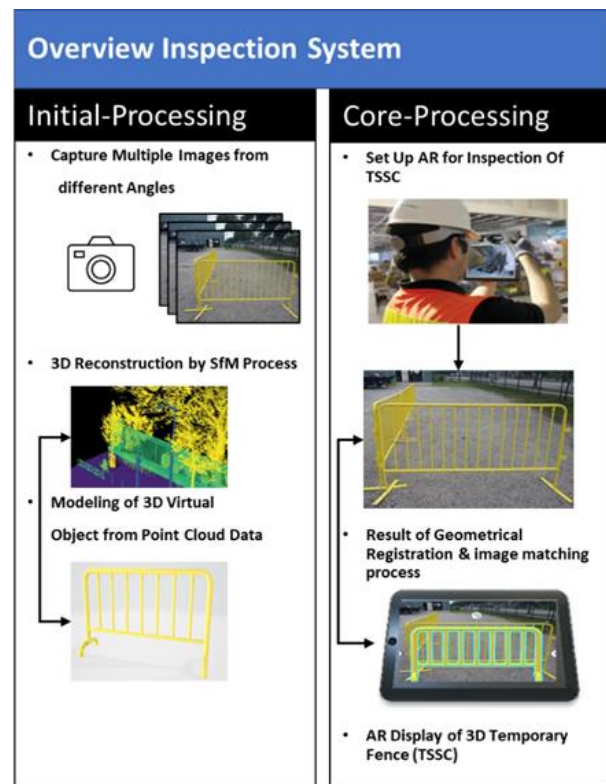 Overview Inspection System
Initial-Processing
• Capture Multiple Images from
different Angles
• 3D Reconstruction by SfM Process
• Modeling of 3D Virtual
Object from Point Cloud Data
Core-Processing
• Set Up AR for Inspection Of
TSSC
• Result of Geometrical
Registration & image matching
process
• AR Display of 3D Temporary
Fence (TSSC)